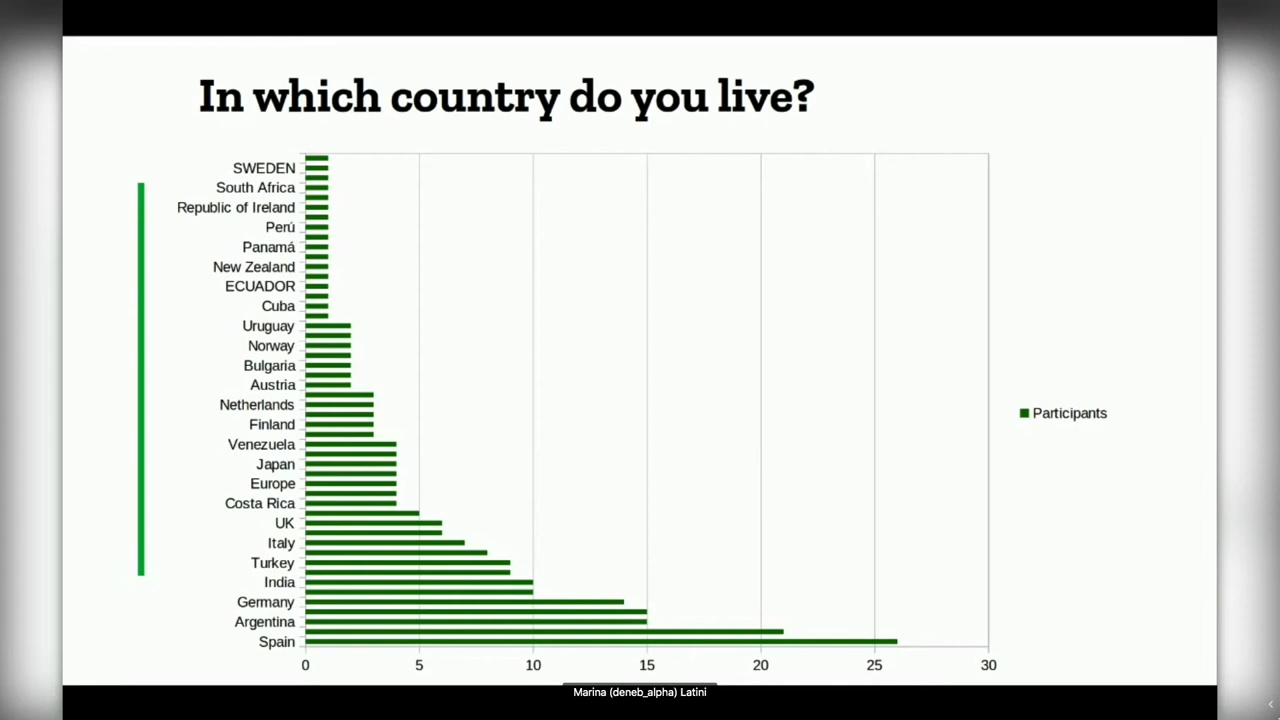 In which country do you live?
SWEDEN
South Africa
Republic of Ireland
Perú
Panamá
New Zealand
ECUADOR
Cuba
Uruguay
Norway
Bulgaria
Austria
Netherlands
Finland
Venezuela
Japan
Europe
Costa Rica
UK
Italy
Turkey
India
Germany
Argentina
Spain
0 5 10 15 20 25 30
Participants
Marina (deneb_alpha) Latini